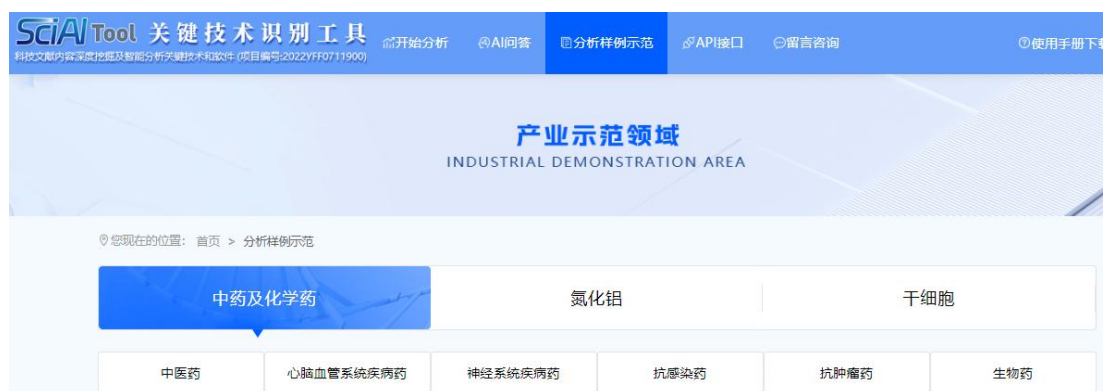 SciAI Tool 关键技术识别工具 开始分析 AI问答 分析样例示范 API接口 留言咨询 使用手册下载
科技文献内容深度挖掘及智能分析关键技术和软件 (项目编号:2022YFF0711900)
产业示范领域
INDUSTRIAL DEMONSTRATION AREA
您现在的位置： 首页 > 分析样例示范
中药及化学药 氮化铝 干细胞
中医药 心脑血管系统疾病药 神经系统疾病药 抗感染药 抗肿瘤药 生物药